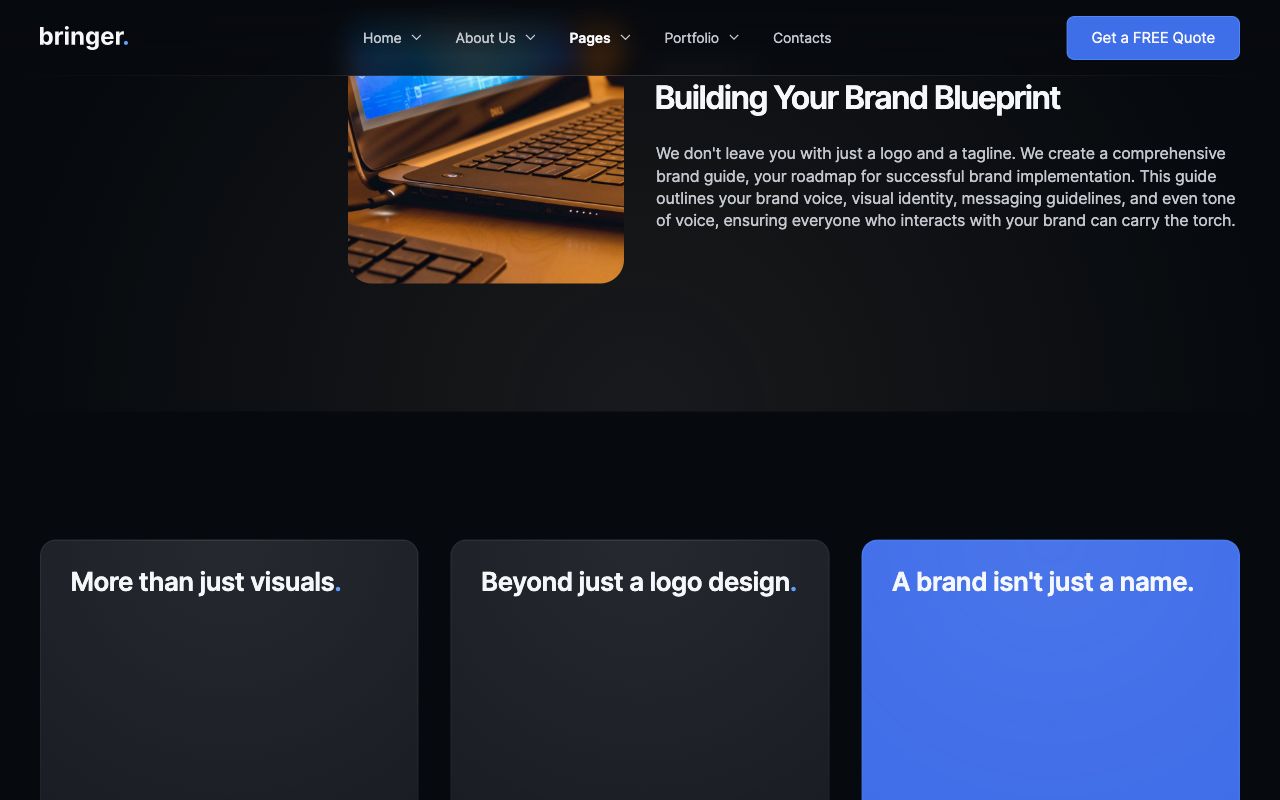 bringer.
Home
About Us
Pages
Portfolio
Contacts
Get a FREE Quote
DELL
Building Your Brand Blueprint
We don't leave you with just a logo and a tagline. We create a comprehensive
brand guide, your roadmap for successful brand implementation. This guide
outlines your brand voice, visual identity, messaging guidelines, and even tone
of voice, ensuring everyone who interacts with your brand can carry the torch.
More than just visuals.
Beyond just a logo design.
A brand isn't just a name.